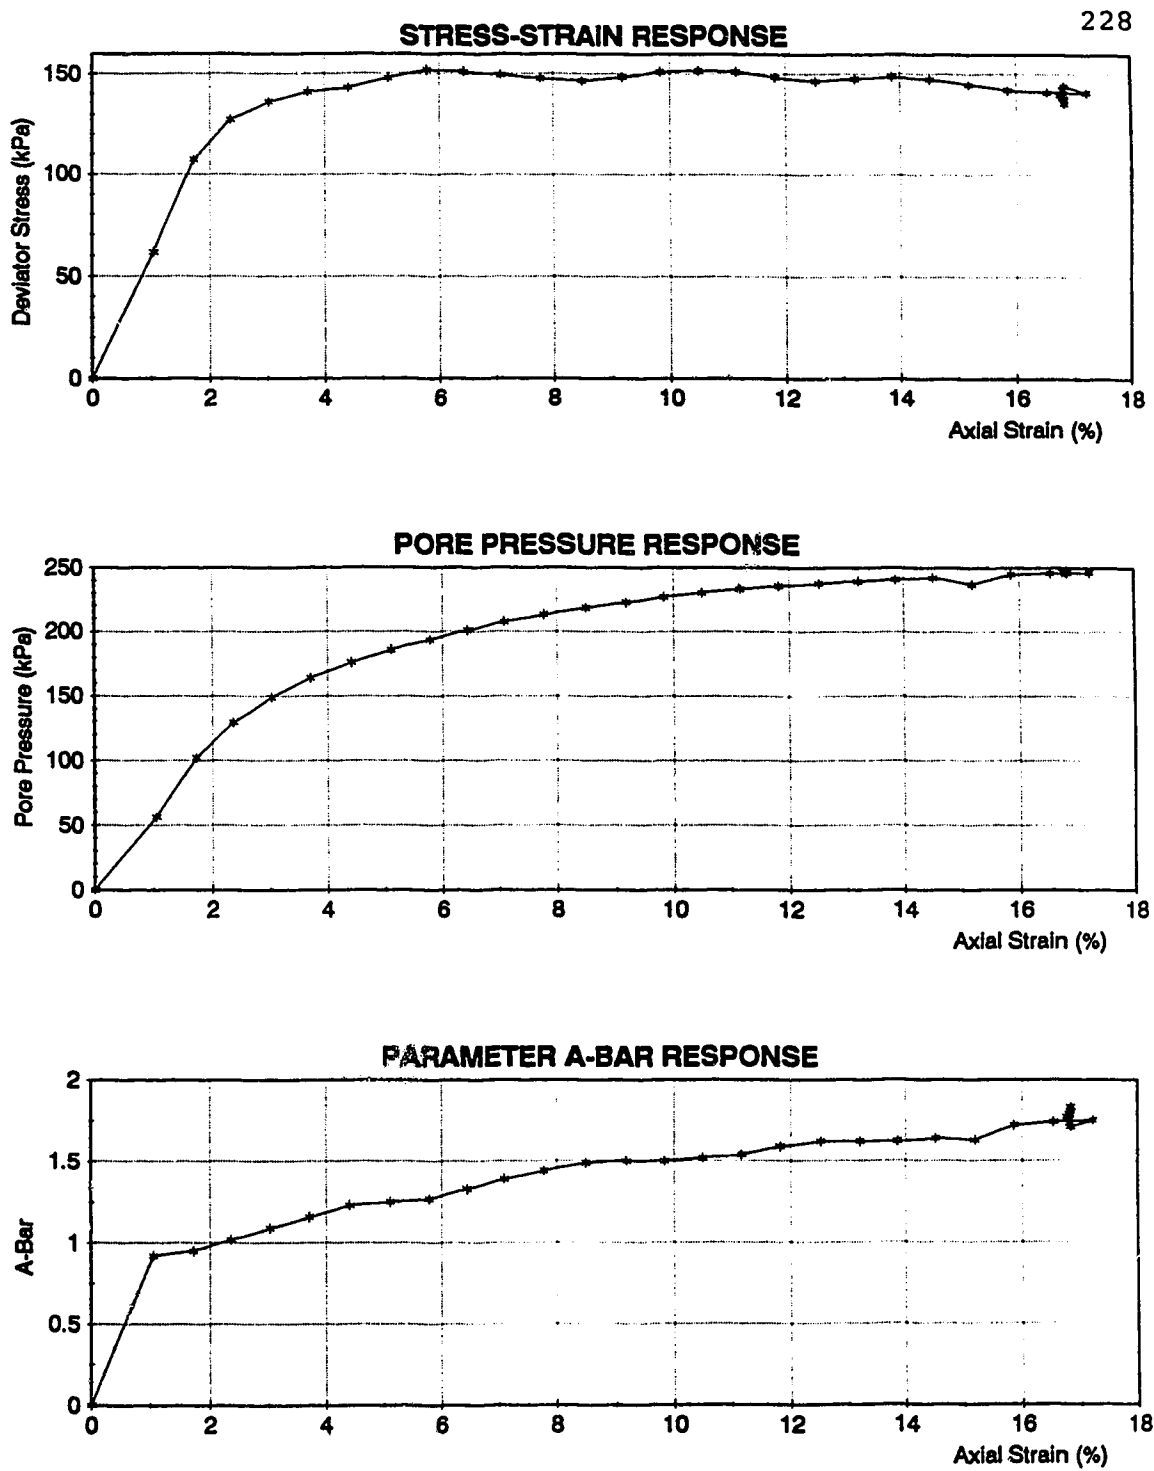 228
STRESS-STRAIN RESPONSE
Deviator Stress (kPa)
150
100
50
0
0 2 4 6 8 10 12 14 16 18
Axial Strain (%)
PORE PRESSURE RESPONSE
Pore Pressure (kPa)
250
200
150
100
50
0
0 2 4 6 8 10 12 14 16 18
Axial Strain (%)
PARAMETER A-BAR RESPONSE
A-Bar
2
1.5
1
0.5
0
0 2 4 6 8 10 12 14 16 18
Axial Strain (%)